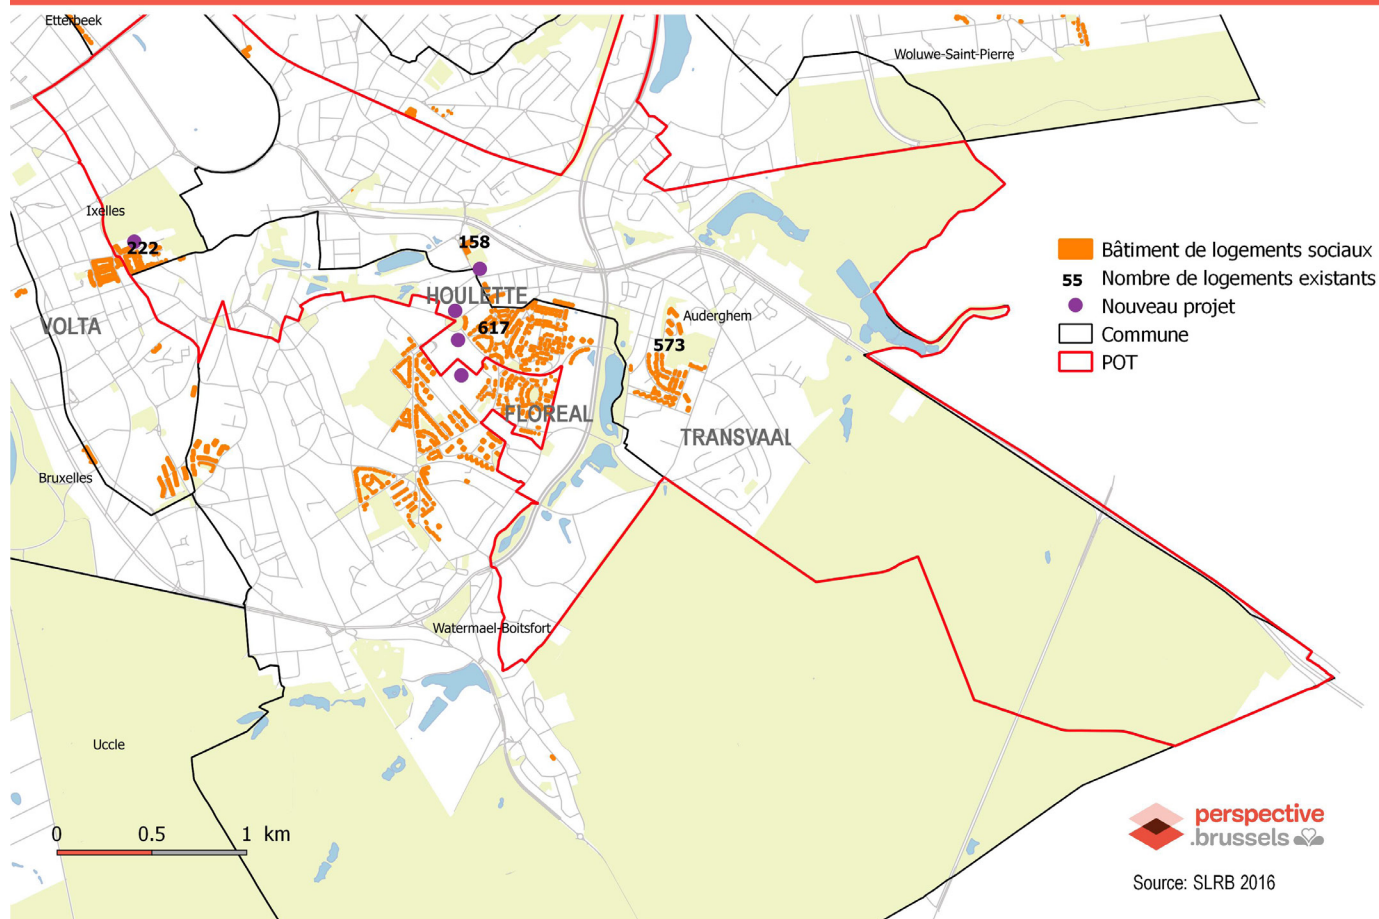 Etterbeek
Woluwe-Saint-Pierre
Ixelles
222
158
Bâtiment de logements sociaux
55 Nombre de logements existants
Nouveau projet
Commune
POT
HOULETTE
VOLTA
617
Auderghem
573
FLOREAL
TRANSVAAL
Bruxelles
Watermael-Boitsfort
Uccle
0 0.5 1 km
perspective
.brussels
Source: SLRB 2016